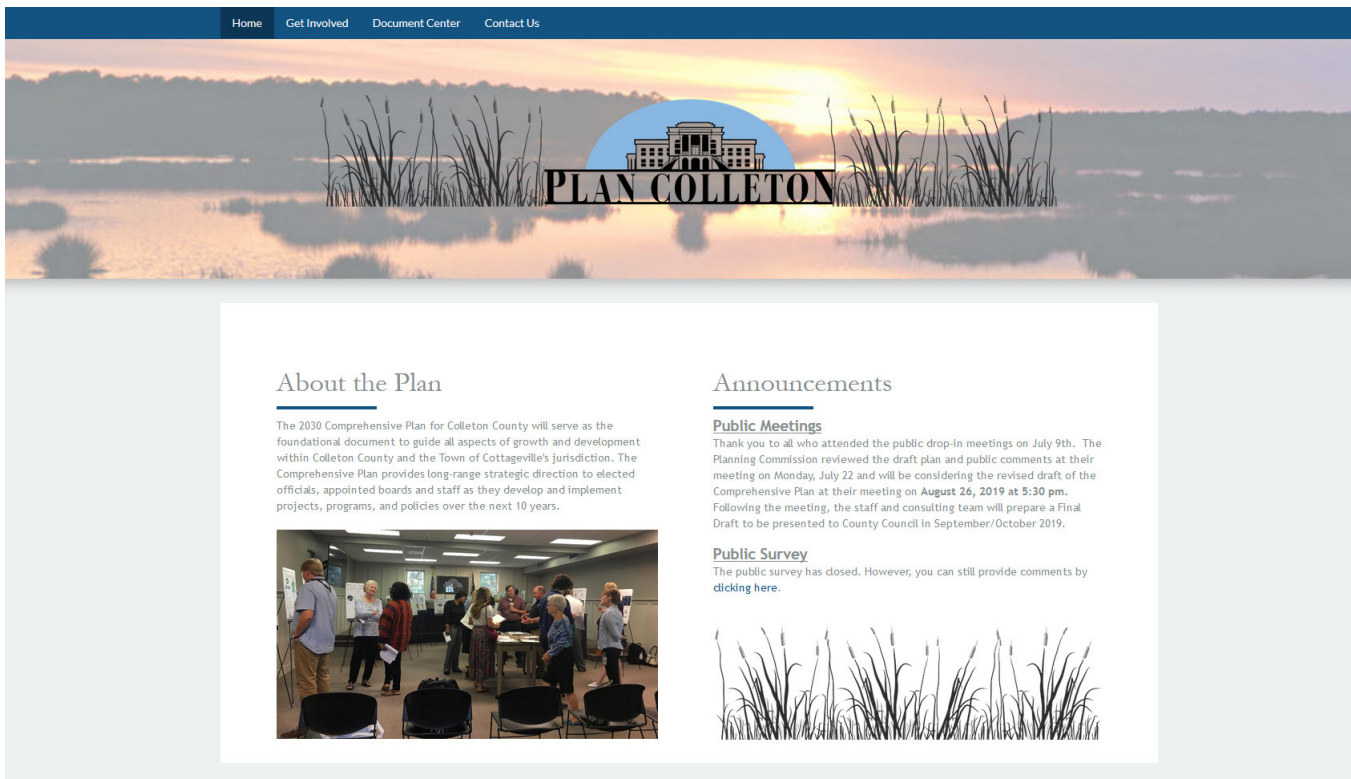 Home Get Involved Document Center Contact Us
PLAN COLLETON
About the Plan
The 2030 Comprehensive Plan for Colleton County will serve as the
foundational document to guide all aspects of growth and development
within Colleton County and the Town of Cottageville's jurisdiction. The
Comprehensive Plan provides long-range strategic direction to elected
officials, appointed boards and staff as they develop and implement
projects, programs, and policies over the next 10 years.
Announcements
Public Meetings
Thank you to all who attended the public drop-in meetings on July 9th. The
Planning Commission reviewed the draft plan and public comments at their
meeting on Monday, July 22 and will be considering the revised draft of the
Comprehensive Plan at their meeting on August 26, 2019 at 5:30 pm.
Following the meeting, the staff and consulting team will prepare a Final
Draft to be presented to County Council in September/October 2019.
Public Survey
The public survey has closed. However, you can still provide comments by
clicking here.